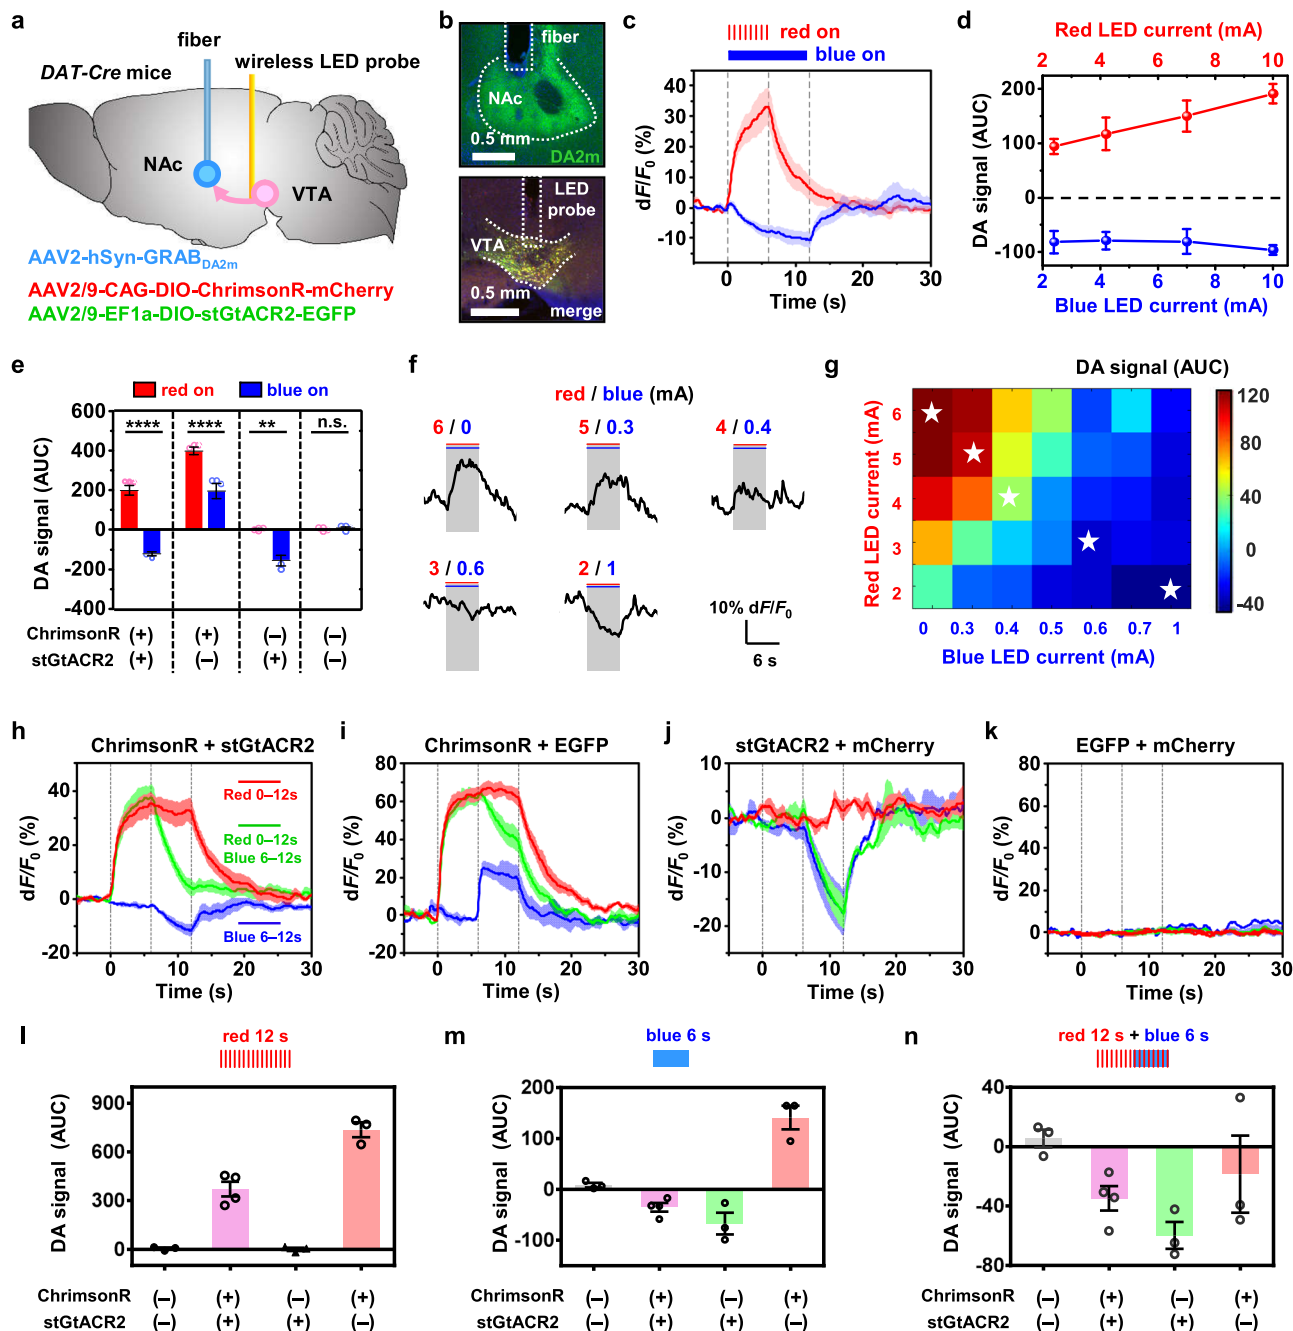 a
fiber
DAT-Cre mice
wireless LED probe
NAc
VTA
AAV2-hSyn-GRABDA2m
AAV2/9-CAG-DIO-ChrimsonR-mCherry
AAV2/9-EF1a-DIO-stGtACR2-EGFP
b
fiber
NAc
0.5 mm
DA2m
LED
probe
VTA
0.5 mm
merge
c
red on
blue on
dF/F0 (%)
40
30
20
10
0
-10
-5 0 5 10 15 20 25 30
Time (s)
d
Red LED current (mA)
2 4 6 8 10
DA signal (AUC)
200
100
0
-100
2 4 6 8 10
Blue LED current (mA)
e
red on blue on
DA signal (AUC)
600
400
200
0
-200
-400
**** **** ** n.s.
ChrimsonR (+) (+) (–) (–)
stGtACR2 (+) (–) (+) (–)
f
red / blue (mA)
6 / 0 5 / 0.3 4 / 0.4
3 / 0.6 2 / 1
10% dF/F0
6 s
g
DA signal (AUC)
Red LED current (mA)
6
5
4
3
2
0 0.3 0.4 0.5 0.6 0.7 1
Blue LED current (mA)
120
80
40
0
-40
h
ChrimsonR + stGtACR2
dF/F0 (%)
40
20
0
-20
Red 0–12s
Red 0–12s
Blue 6–12s
Blue 6–12s
0 10 20 30
Time (s)
i
ChrimsonR + EGFP
dF/F0 (%)
80
60
40
20
0
-20
0 10 20 30
Time (s)
j
stGtACR2 + mCherry
dF/F0 (%)
10
0
-10
-20
0 10 20 30
Time (s)
k
EGFP + mCherry
dF/F0 (%)
80
60
40
20
0
0 10 20 30
Time (s)
l
red 12 s
DA signal (AUC)
900
600
300
0
ChrimsonR (–) (+) (–) (+)
stGtACR2 (–) (+) (+) (–)
m
blue 6 s
DA signal (AUC)
200
100
0
-100
ChrimsonR (–) (+) (–) (+)
stGtACR2 (–) (+) (+) (–)
n
red 12 s + blue 6 s
DA signal (AUC)
40
0
-40
-80
ChrimsonR (–) (+) (–) (+)
stGtACR2 (–) (+) (+) (–)